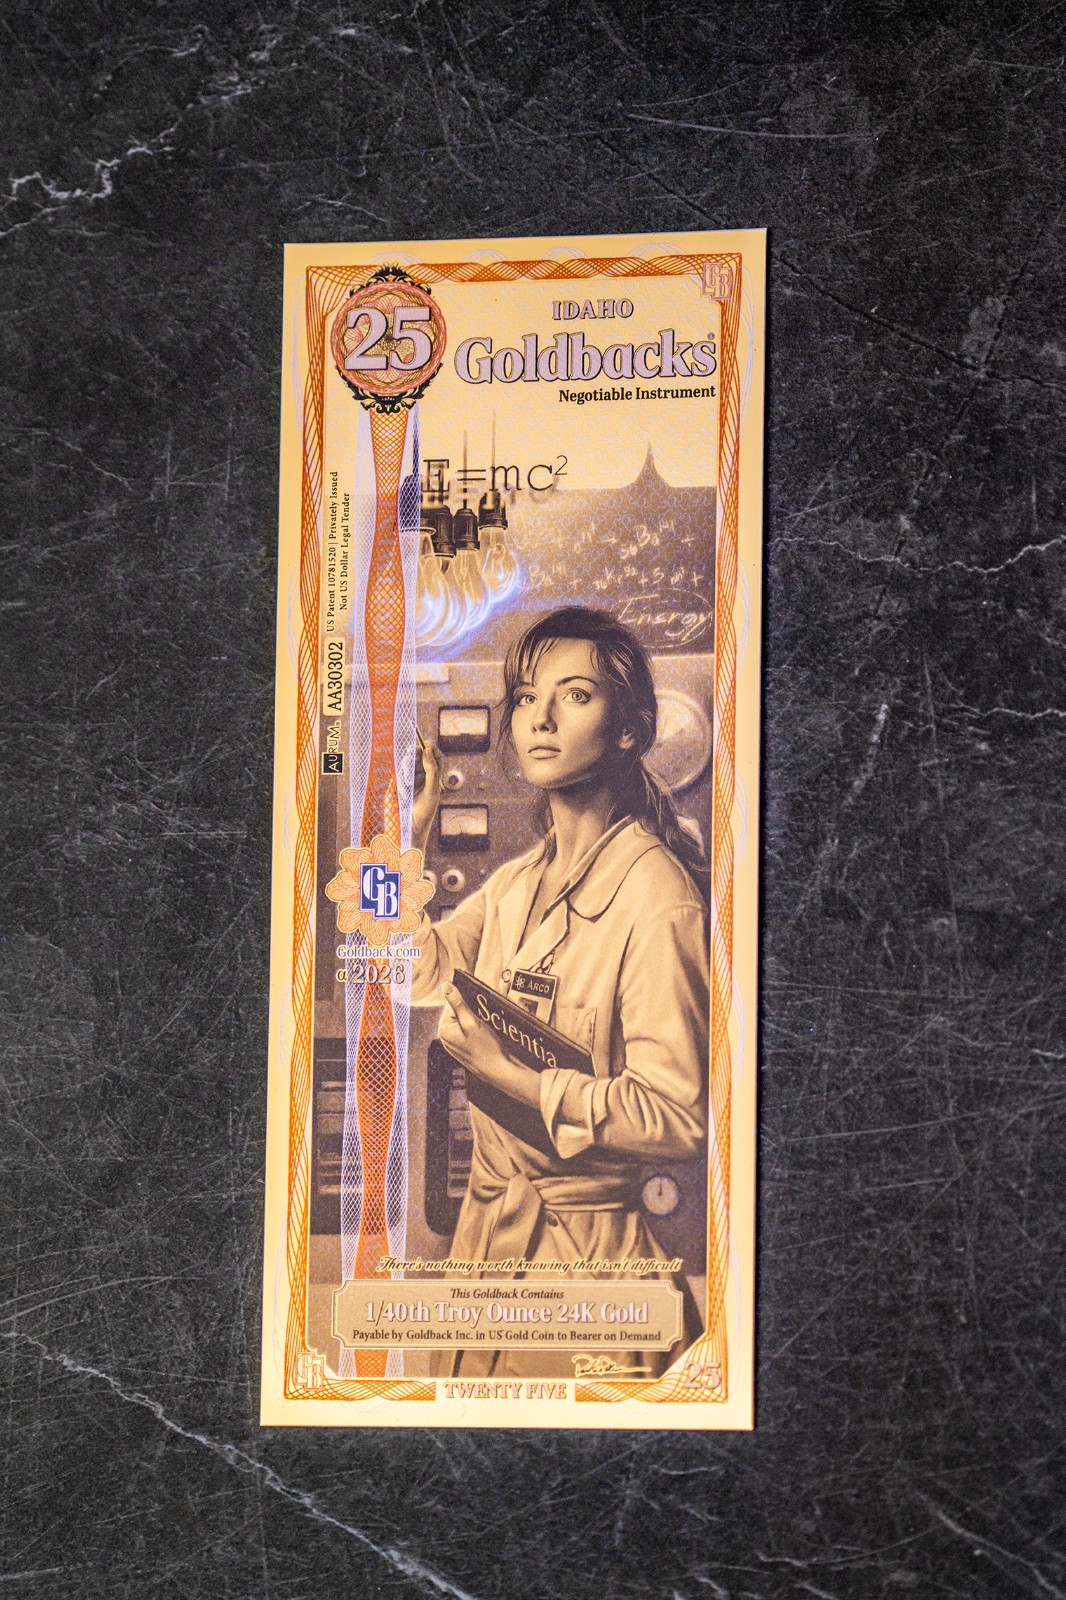 25
IDAHO
Goldbacks
Negotiable Instrument
E=mc²
Energy
US Patent 10781520 | Privately Issued
Not US Dollar Legal Tender
AA30302
AURUM
GB
Goldback.com
α 2026
ARCO
Scientia
There's nothing worth knowing that isn't difficult
This Goldback Contains
1/40th Troy Ounce 24K Gold
Payable by Goldback Inc. in US Gold Coin to Bearer on Demand
GB
TWENTY FIVE
25